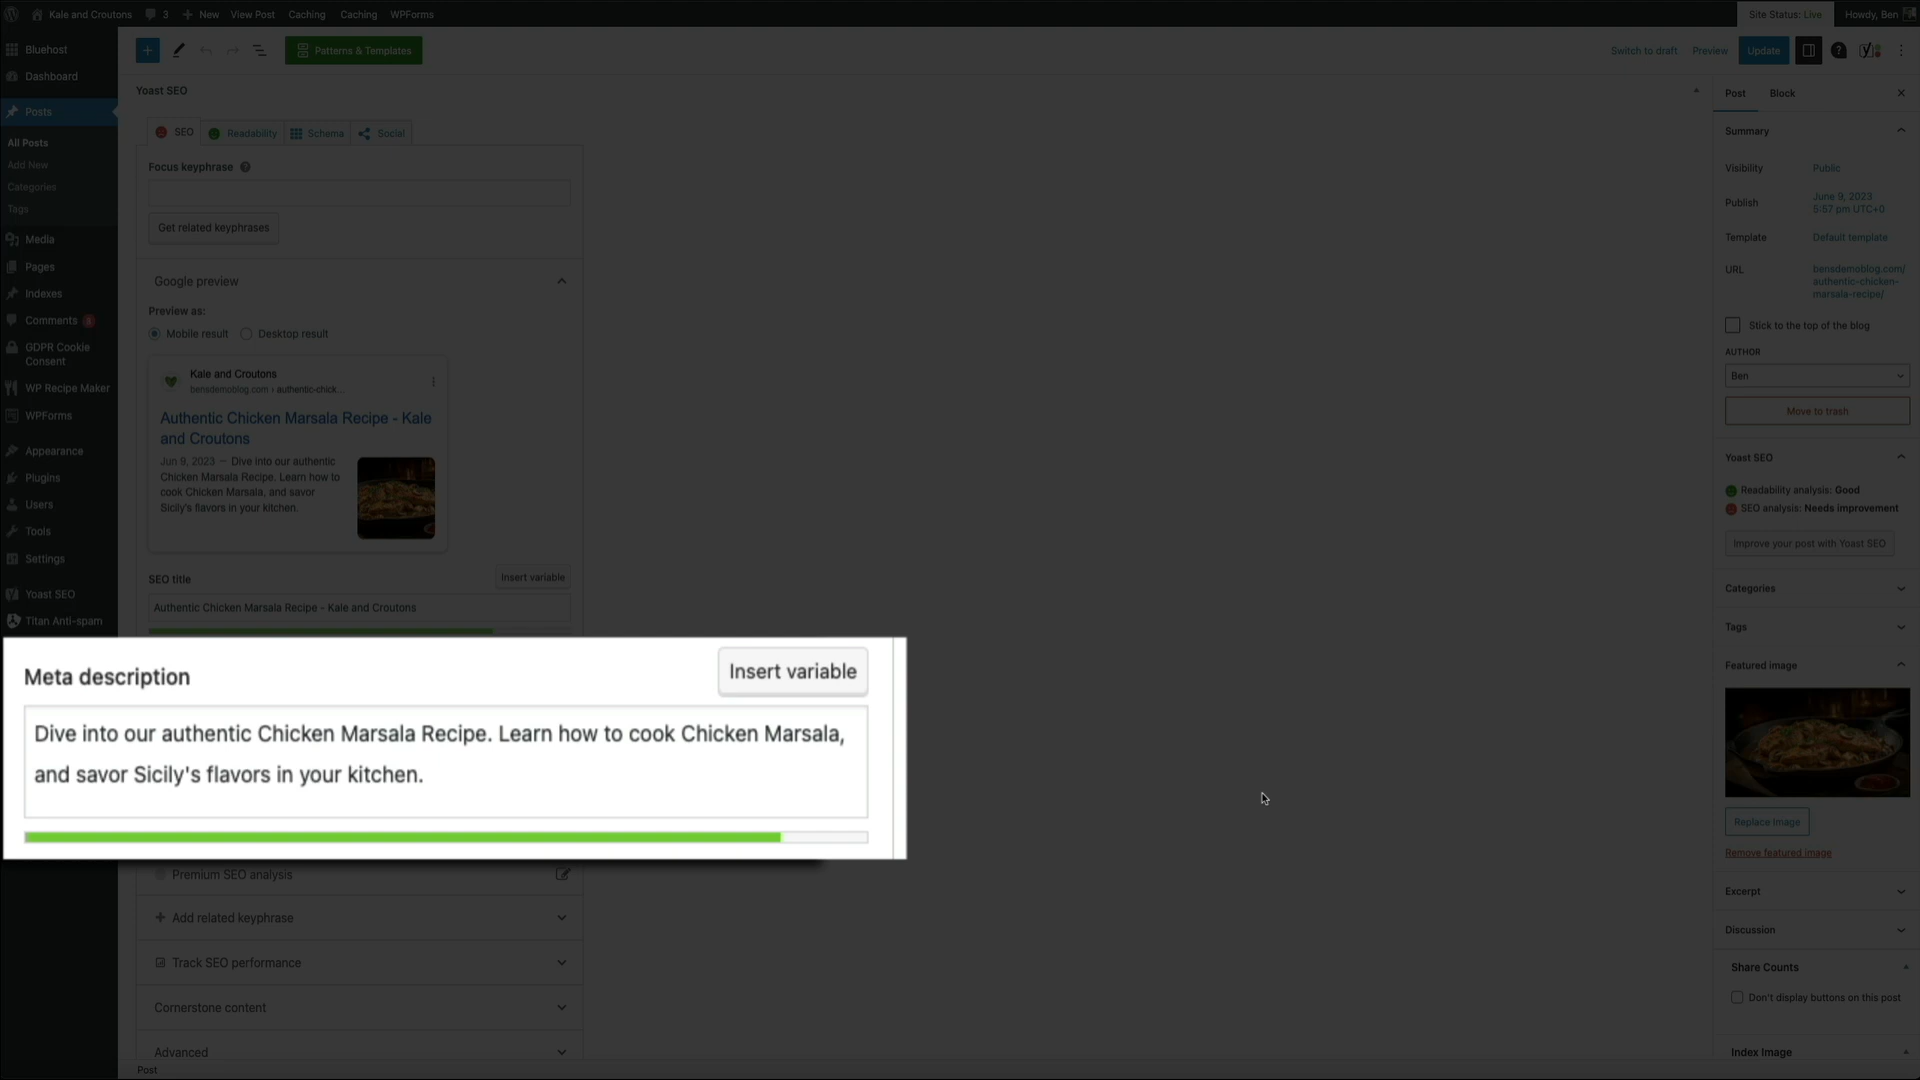 Kale and Croutons
3
New
View Post
Caching
Caching
WPForms
Site Status: Live
Howdy, Ben
Bluehost
Dashboard
Posts
All Posts
Add New
Categories
Tags
Media
Pages
Indexes
Comments
GDPR Cookie
Consent
WP Recipe Maker
WPForms
Appearance
Plugins
Users
Tools
Settings
Yoast SEO
Titan Anti-spam
Patterns & Templates
Switch to draft
Preview
Update
Yoast SEO
SEO
Readability
Schema
Social
Focus keyphrase
Get related keyphrases
Google preview
Preview as:
Mobile result
Desktop result
Kale and Croutons
bensdemoblog.com › authentic-chick...
Authentic Chicken Marsala Recipe - Kale
and Croutons
Jun 9, 2023 – Dive into our authentic
Chicken Marsala Recipe. Learn how to
cook Chicken Marsala, and savor
Sicily's flavors in your kitchen.
SEO title
Insert variable
Authentic Chicken Marsala Recipe - Kale and Croutons
Meta description
Insert variable
Dive into our authentic Chicken Marsala Recipe. Learn how to cook Chicken Marsala,
and savor Sicily's flavors in your kitchen.
Premium SEO analysis
Add related keyphrase
Track SEO performance
Cornerstone content
Advanced
Post
Post
Block
Summary
Visibility
Public
Publish
June 9, 2023
5:57 pm UTC+0
Template
Default template
URL
bensdemoblog.com/
authentic-chicken-
marsala-recipe/
Stick to the top of the blog
AUTHOR
Ben
Move to trash
Yoast SEO
Readability analysis: Good
SEO analysis: Needs improvement
Improve your post with Yoast SEO
Categories
Tags
Featured image
Replace Image
Remove featured image
Excerpt
Discussion
Share Counts
Don't display buttons on this post
Index Image